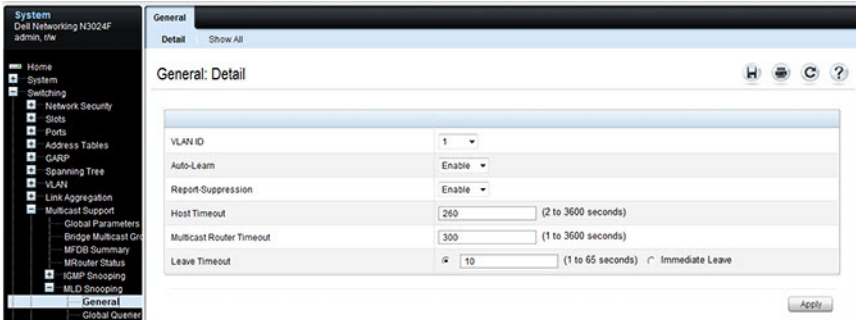 System
Dell Networking N3024F
admin, r/w
Home
System
Switching
Network Security
Slots
Ports
Address Tables
GARP
Spanning Tree
VLAN
Link Aggregation
Multicast Support
Global Parameters
Bridge Multicast Gro
MFDB Summary
MRouter Status
IGMP Snooping
MLD Snooping
General
Global Querier
General
Detail Show All
General: Detail
VLAN ID 1
Auto-Learn Enable
Report-Suppression Enable
Host Timeout 260 (2 to 3600 seconds)
Multicast Router Timeout 300 (1 to 3600 seconds)
Leave Timeout 10 (1 to 65 seconds) Immediate Leave
Apply